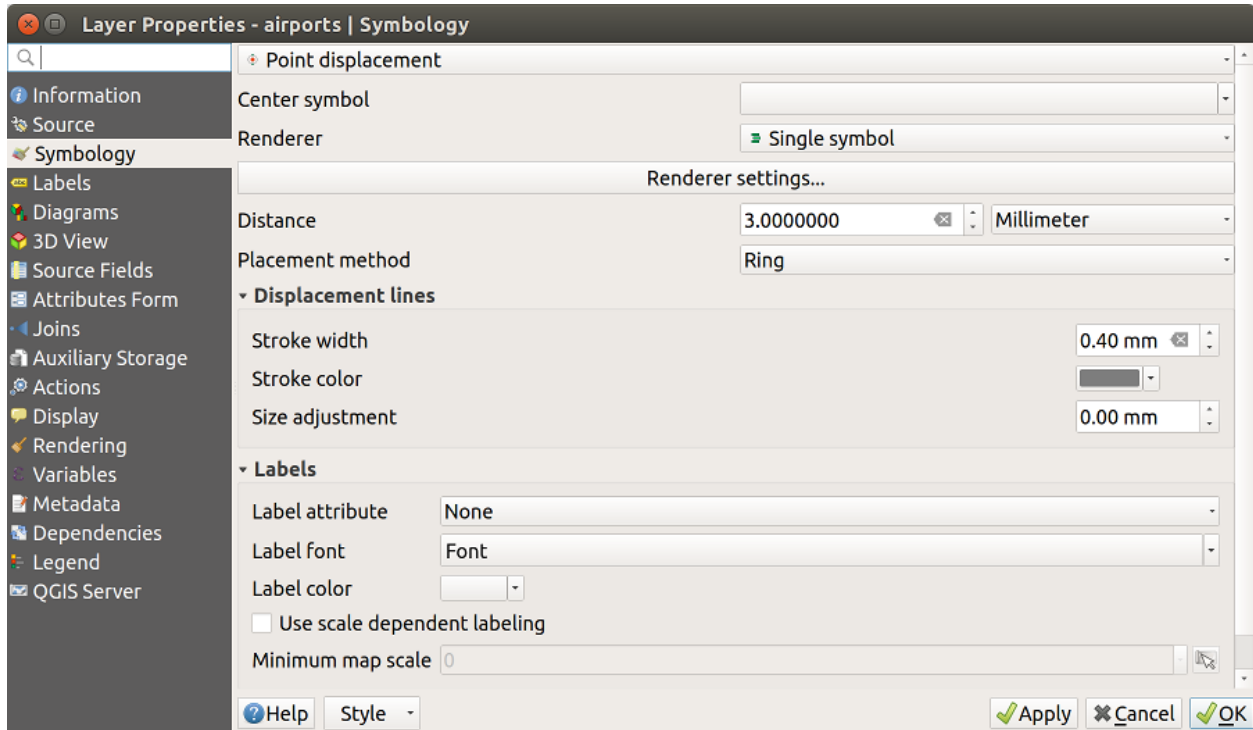 Layer Properties - airports | Symbology
Information
Source
Symbology
Labels
Diagrams
3D View
Source Fields
Attributes Form
Joins
Auxiliary Storage
Actions
Display
Rendering
Variables
Metadata
Dependencies
Legend
QGIS Server
Point displacement
Center symbol
Renderer Single symbol
Renderer settings...
Distance 3.0000000 Millimeter
Placement method Ring
Displacement lines
Stroke width 0.40 mm
Stroke color
Size adjustment 0.00 mm
Labels
Label attribute None
Label font Font
Label color
Use scale dependent labeling
Minimum map scale 0
Help Style Apply Cancel OK